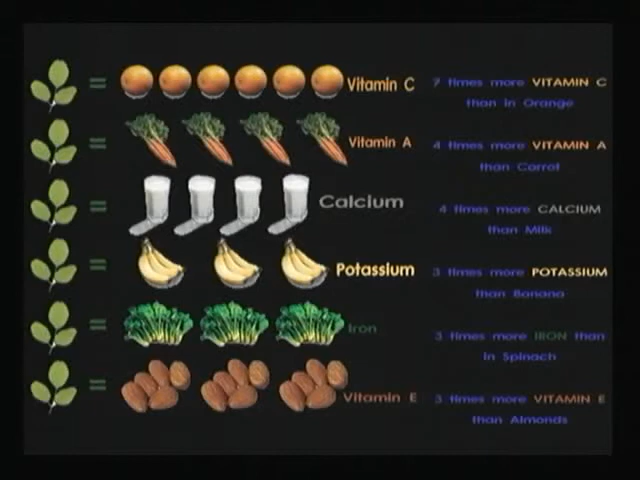 Vitamin C
7 times more VITAMIN C
than in Orange
Vitamin A
4 times more VITAMIN A
than Carrot
Calcium
4 times more CALCIUM
than Milk
Potassium
3 times more POTASSIUM
than Banana
Iron
3 times more IRON than
in Spinach
Vitamin E
3 times more VITAMIN E
than Almonds